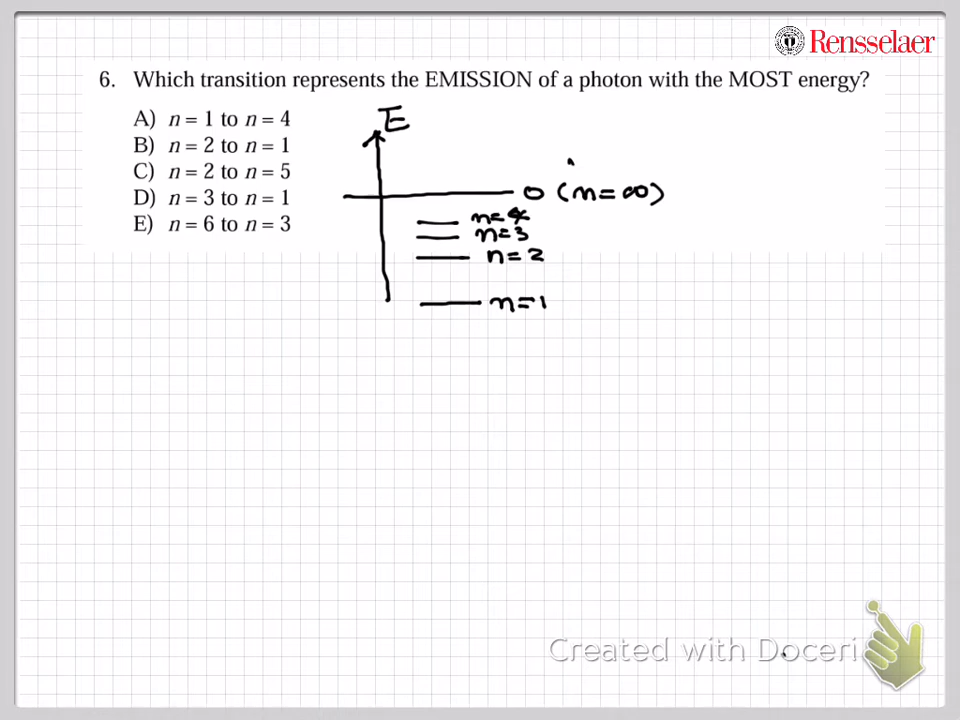 Rensselaer
6. Which transition represents the EMISSION of a photon with the MOST energy?
A) n = 1 to n = 4
B) n = 2 to n = 1
C) n = 2 to n = 5
D) n = 3 to n = 1
E) n = 6 to n = 3
E
0 (n=∞)
n=4
n=3
n=2
n=1
Created with Doceri